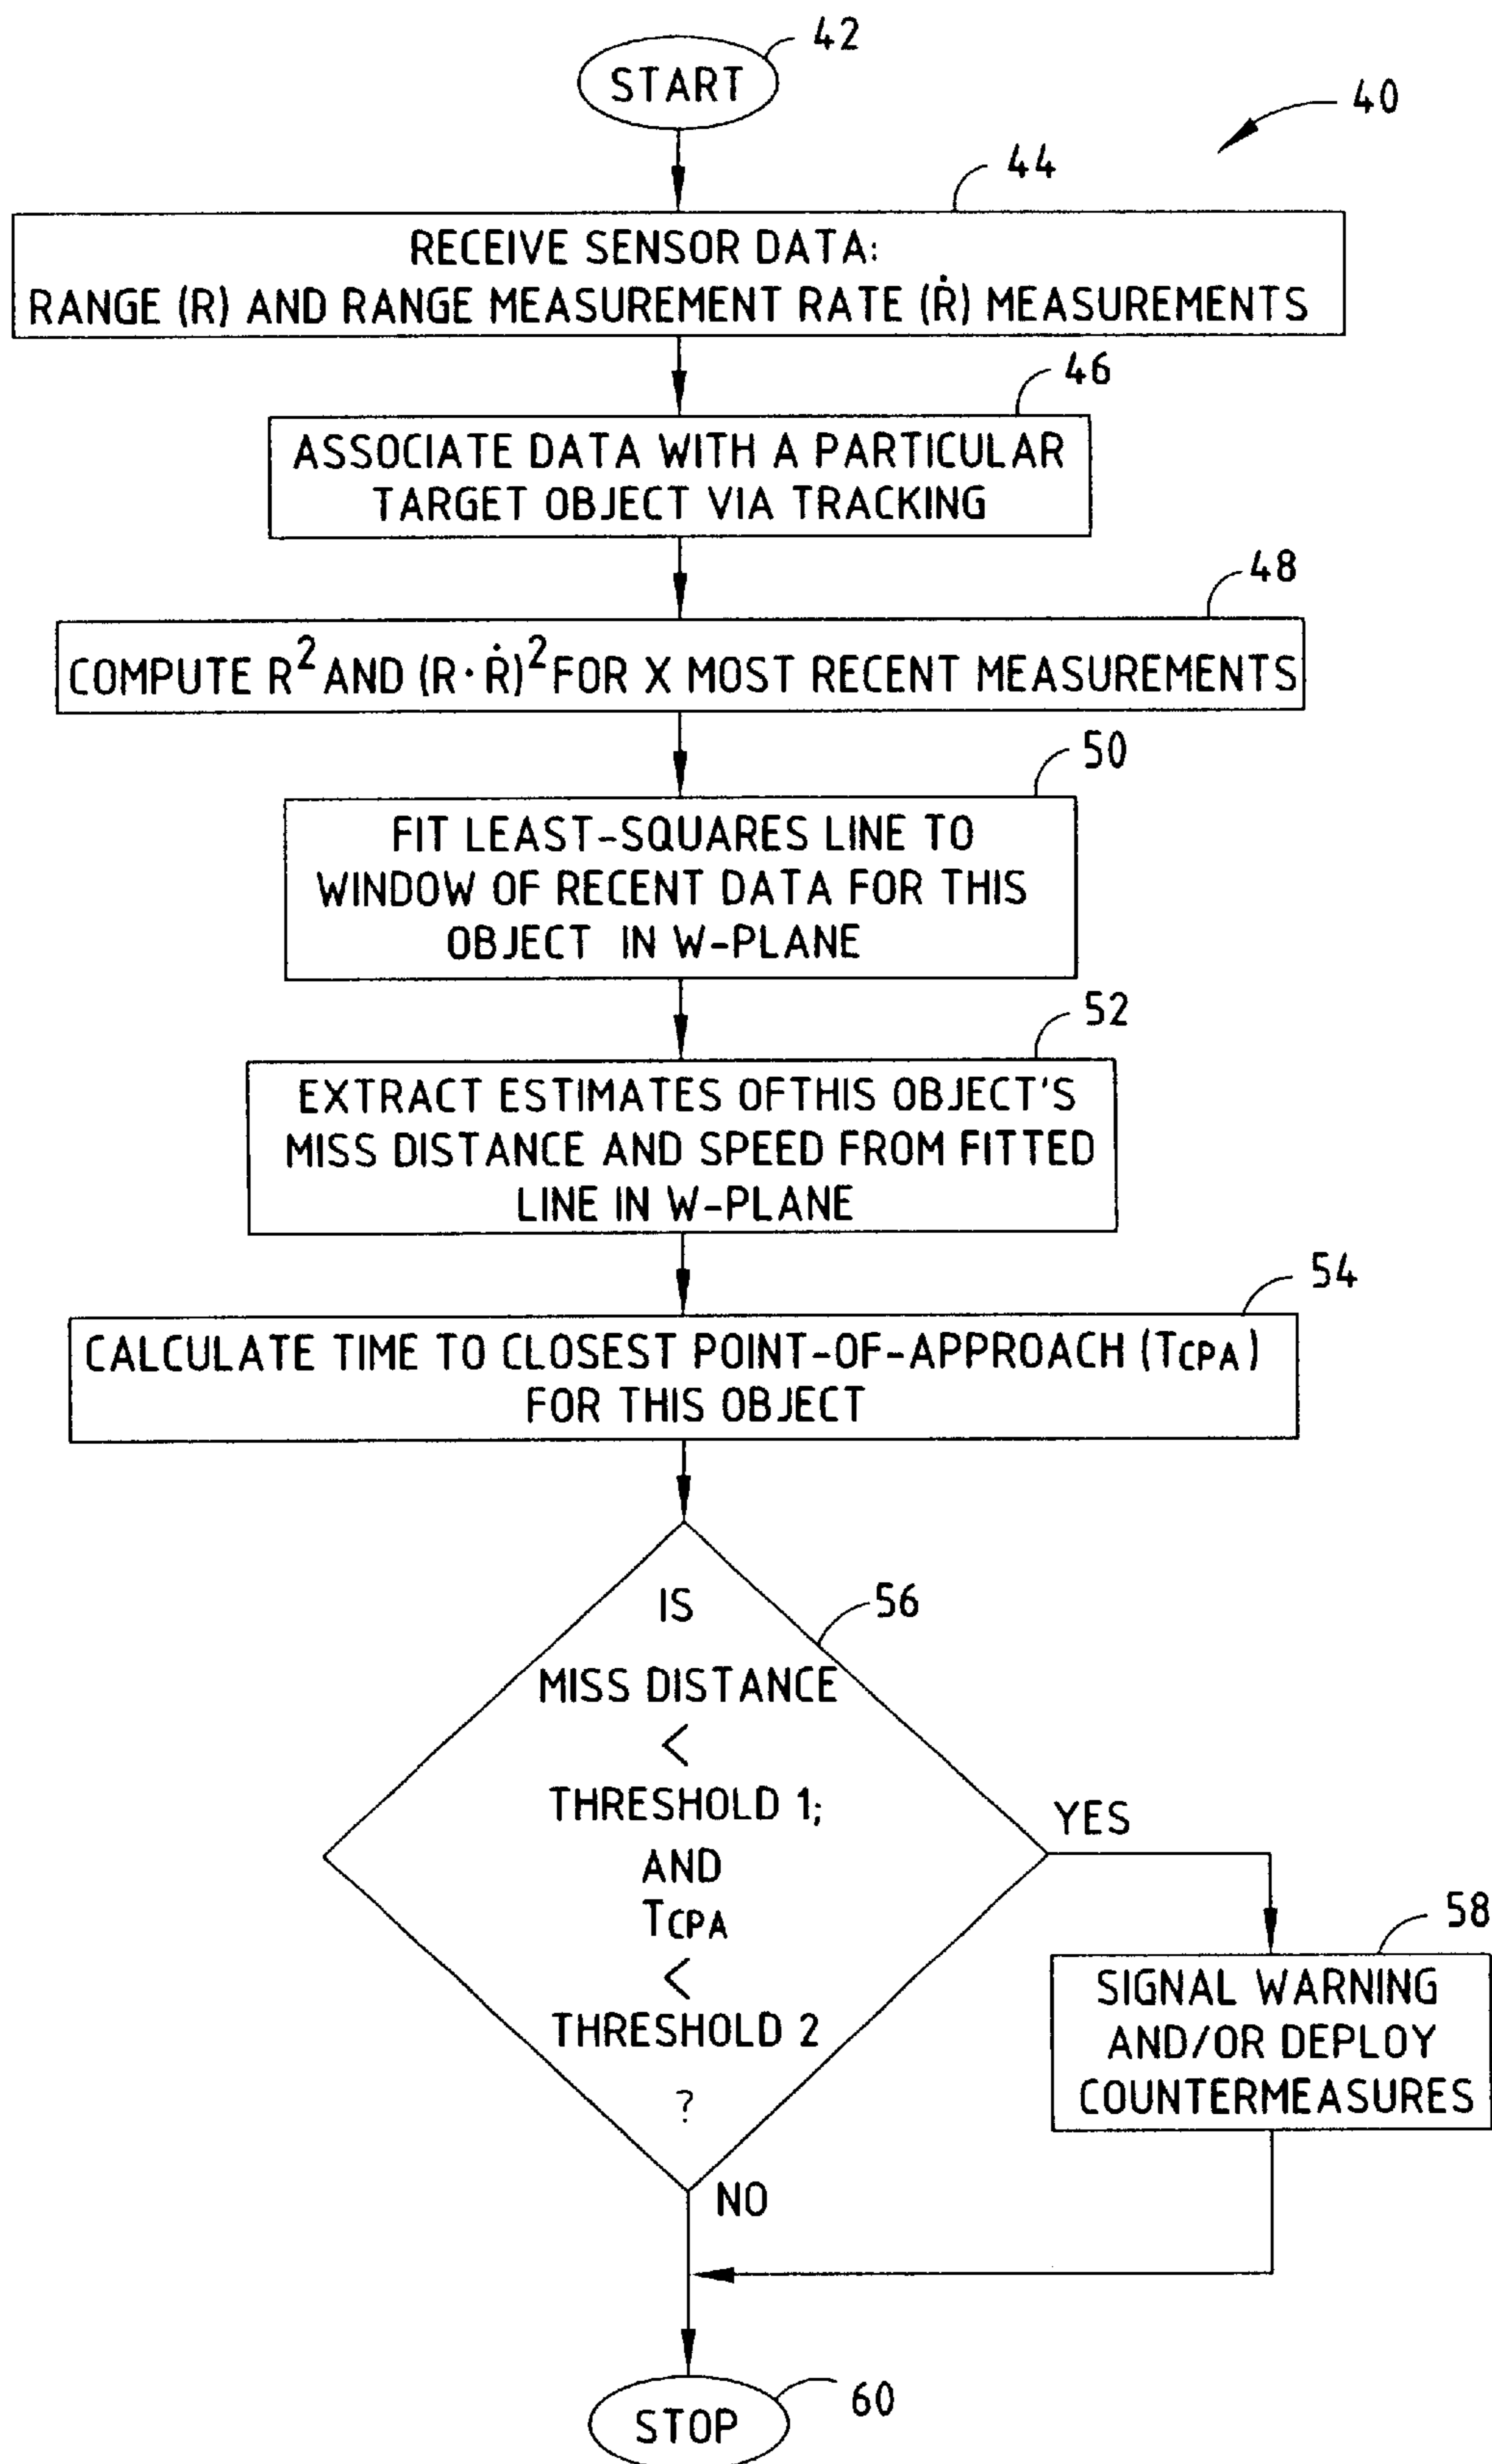 START
42
40
44
RECEIVE SENSOR DATA:
RANGE (R) AND RANGE MEASUREMENT RATE (Ṙ) MEASUREMENTS
46
ASSOCIATE DATA WITH A PARTICULAR
TARGET OBJECT VIA TRACKING
48
COMPUTE R² AND (R·Ṙ)² FOR X MOST RECENT MEASUREMENTS
50
FIT LEAST-SQUARES LINE TO
WINDOW OF RECENT DATA FOR THIS
OBJECT IN W-PLANE
52
EXTRACT ESTIMATES OFTHIS OBJECT'S
MISS DISTANCE AND SPEED FROM FITTED
LINE IN W-PLANE
54
CALCULATE TIME TO CLOSEST POINT-OF-APPROACH (TCPA)
FOR THIS OBJECT
56
IS
MISS DISTANCE
<
THRESHOLD 1;
AND
TCPA
<
THRESHOLD 2
?
YES
58
SIGNAL WARNING
AND/OR DEPLOY
COUNTERMEASURES
NO
STOP
60